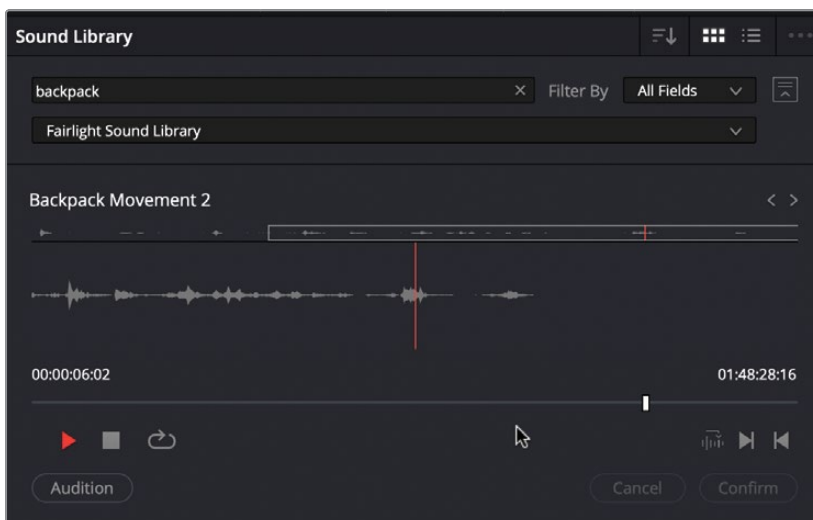 Sound Library
backpack
Filter By
All Fields
Fairlight Sound Library
Backpack Movement 2
00:00:06:02
01:48:28:16
Audition
Cancel
Confirm